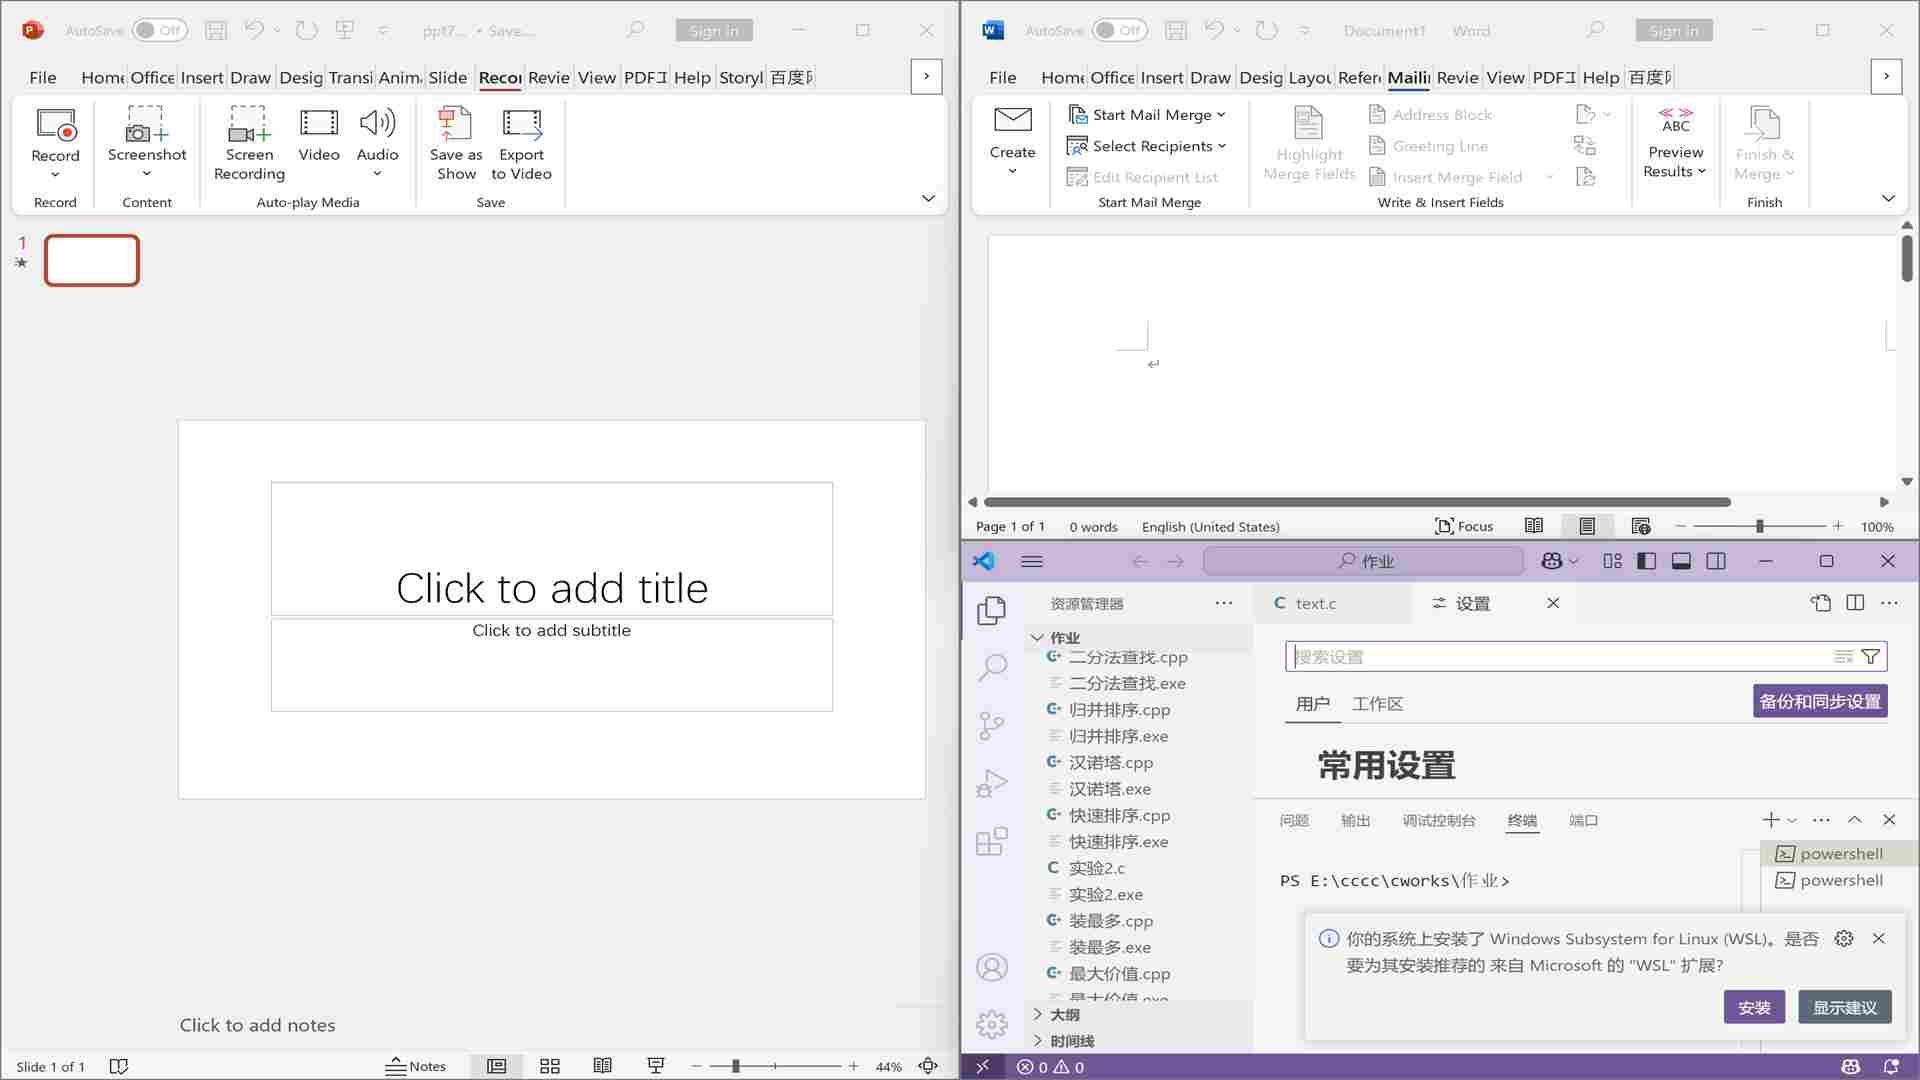 AutoSave Off ppt7... • Save... Sign in
File Home Office Insert Draw Desig Transi Anim Slide Recor Revie View PDF工 Help Storyl 百度
Record
Screenshot
Screen Recording
Video
Audio
Save as Show
Export to Video
Record
Content
Auto-play Media
Save
1
Click to add title
Click to add subtitle
Click to add notes
Slide 1 of 1
Notes
44%
AutoSave Off Document1 Word Sign in
File Home Office Insert Draw Desig Layou Refere Mailin Revie View PDF工 Help 百度
Create
Start Mail Merge
Select Recipients
Edit Recipient List
Start Mail Merge
Highlight Merge Fields
Address Block
Greeting Line
Insert Merge Field
Write & Insert Fields
ABC
Preview Results
Finish & Merge
Finish
Page 1 of 1 0 words English (United States) Focus 100%
作业
资源管理器
text.c
设置
作业
二分法查找.cpp
二分法查找.exe
归并排序.cpp
归并排序.exe
汉诺塔.cpp
汉诺塔.exe
快速排序.cpp
快速排序.exe
实验2.c
实验2.exe
装最多.cpp
装最多.exe
最大价值.cpp
最大价值.exe
大纲
时间线
搜索设置
用户 工作区
备份和同步设置
常用设置
问题 输出 调试控制台 终端 端口
powershell
powershell
PS E:\cccc\cworks\作业>
你的系统上安装了 Windows Subsystem for Linux (WSL)。是否
要为其安装推荐的 来自 Microsoft 的 "WSL" 扩展?
安装 显示建议
0 0